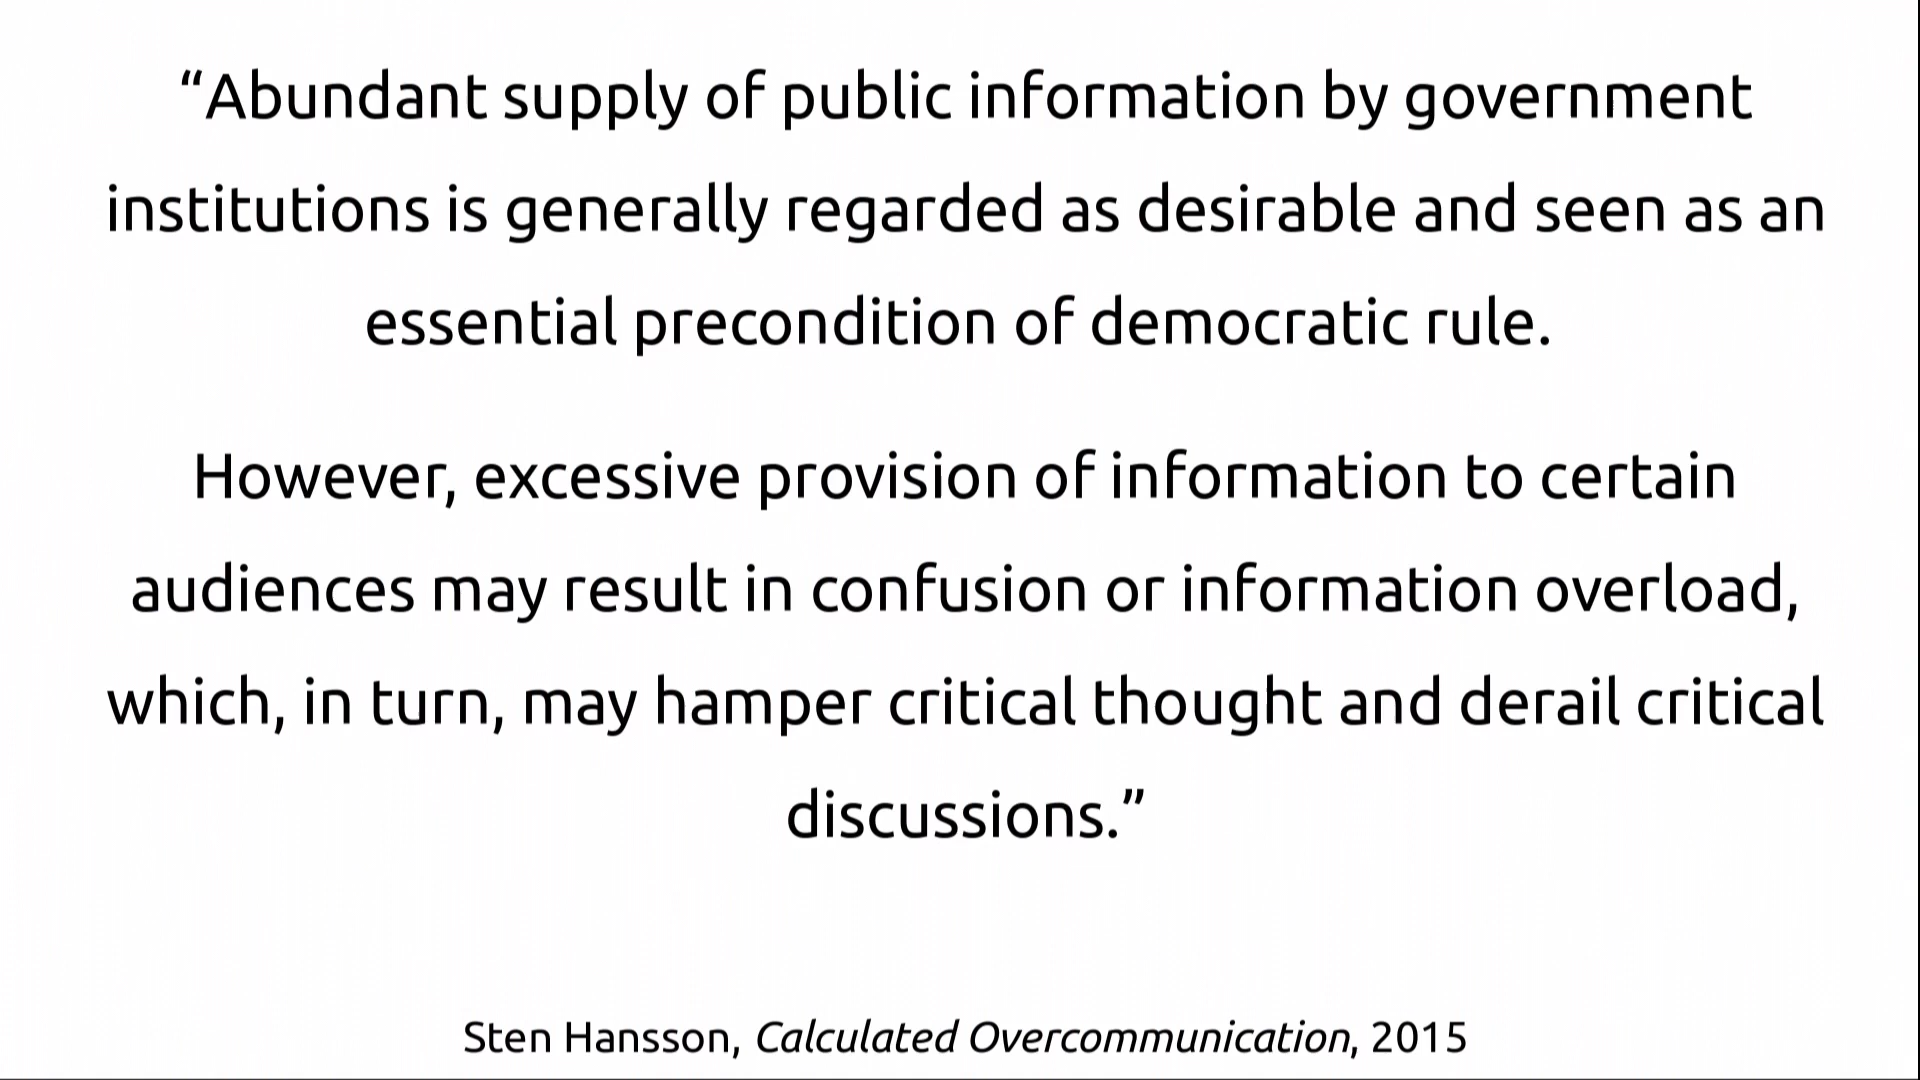 “Abundant supply of public information by government
institutions is generally regarded as desirable and seen as an
essential precondition of democratic rule.
However, excessive provision of information to certain
audiences may result in confusion or information overload,
which, in turn, may hamper critical thought and derail critical
discussions.”
Sten Hansson, Calculated Overcommunication, 2015